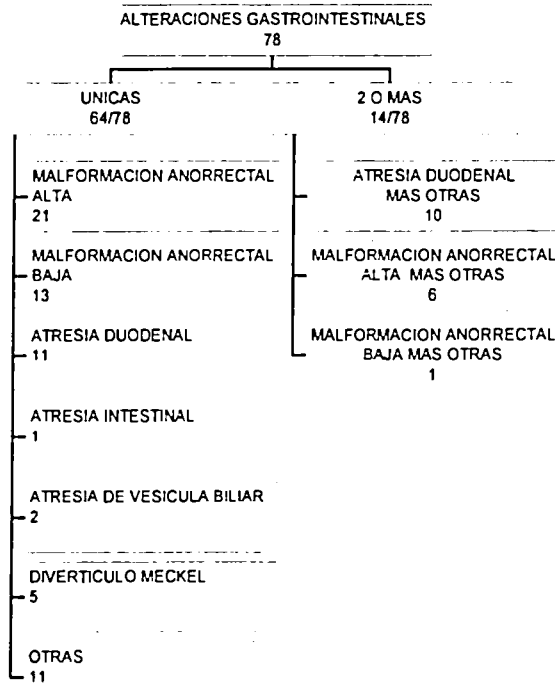 ALTERACIONES GASTROINTESTINALES
78
UNICAS
64/78
MALFORMACION ANORRECTAL
ALTA
21
MALFORMACION ANORRECTAL
BAJA
13
ATRESIA DUODENAL
11
ATRESIA INTESTINAL
1
ATRESIA DE VESICULA BILIAR
2
DIVERTICULO MECKEL
5
OTRAS
11
2 O MAS
14/78
ATRESIA DUODENAL
MAS OTRAS
10
MALFORMACION ANORRECTAL
ALTA MAS OTRAS
6
MALFORMACION ANORRECTAL
BAJA MAS OTRAS
1